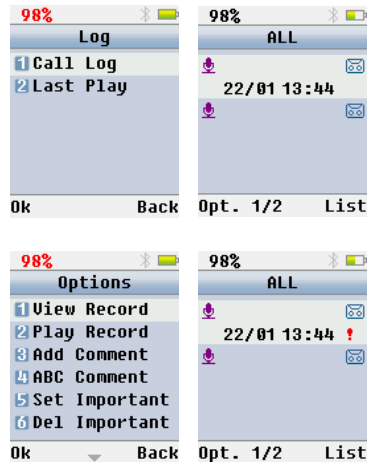 98%
Log
1 Call Log
2 Last Play
Ok Back
98%
ALL
22/01 13:44
Opt. 1/2 List
98%
Options
1 View Record
2 Play Record
3 Add Comment
4 ABC Comment
5 Set Important
6 Del Important
Ok Back
98%
ALL
22/01 13:44 !
Opt. 1/2 List